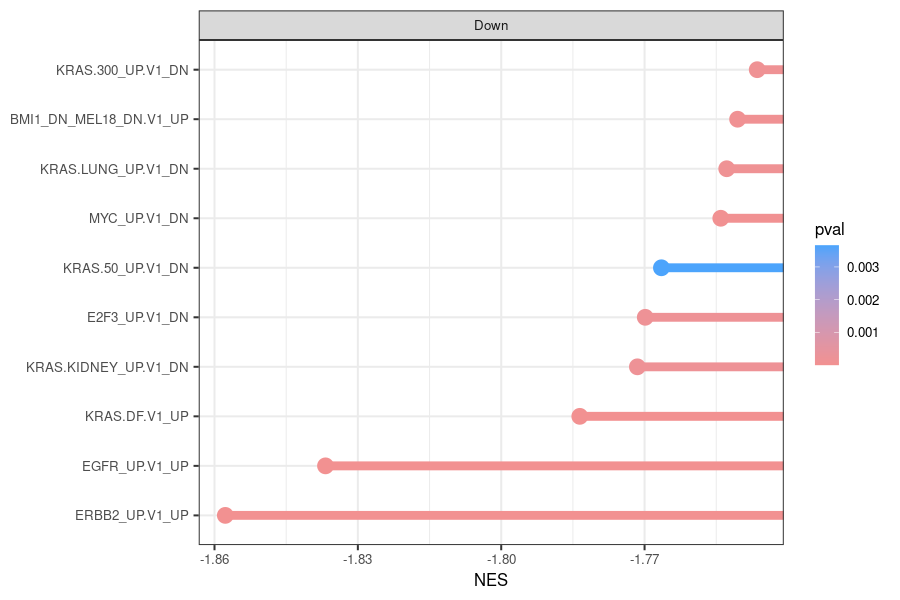 Down
KRAS.300_UP.V1_DN
BMI1_DN_MEL18_DN.V1_UP
KRAS.LUNG_UP.V1_DN
MYC_UP.V1_DN
KRAS.50_UP.V1_DN
E2F3_UP.V1_DN
KRAS.KIDNEY_UP.V1_DN
KRAS.DF.V1_UP
EGFR_UP.V1_UP
ERBB2_UP.V1_UP
-1.86 -1.83 -1.80 -1.77
NES
pval
0.003
0.002
0.001